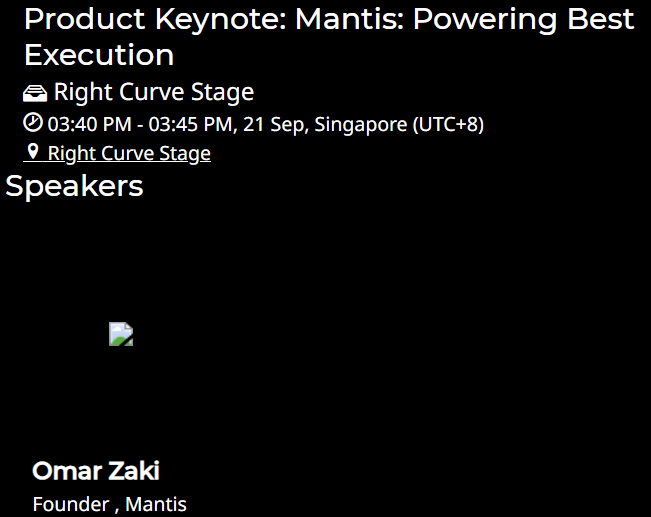 Product Keynote: Mantis: Powering Best
Execution
Right Curve Stage
03:40 PM - 03:45 PM, 21 Sep, Singapore (UTC+8)
Right Curve Stage
Speakers
Omar Zaki
Founder , Mantis